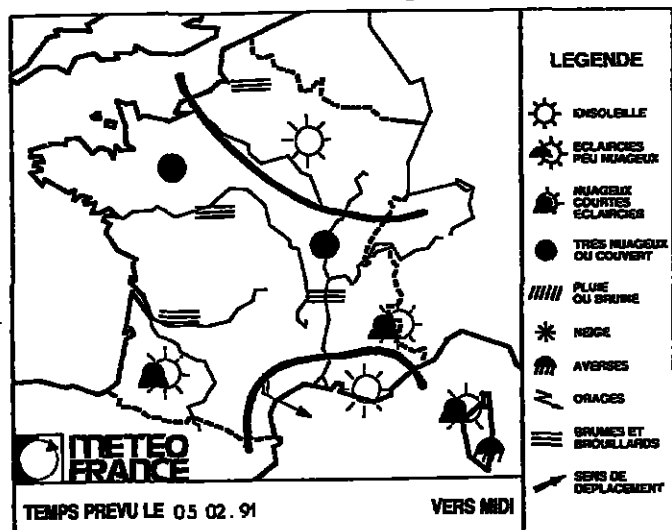 LEGENDE
ENSOLEILLE
ECLAIRCIES
PEU NUAGEUX
NUAGEUX
COURTES
ECLAIRCIES
TRES NUAGEUX
OU COUVERT
PLUIE
OU BRUINE
NEIGE
AVERSES
ORAGES
BRUMES ET
BROUILLARDS
SENS DE
DEPLACEMENT
METEO
FRANCE
TEMPS PREVU LE 05 02.91 VERS MIDI